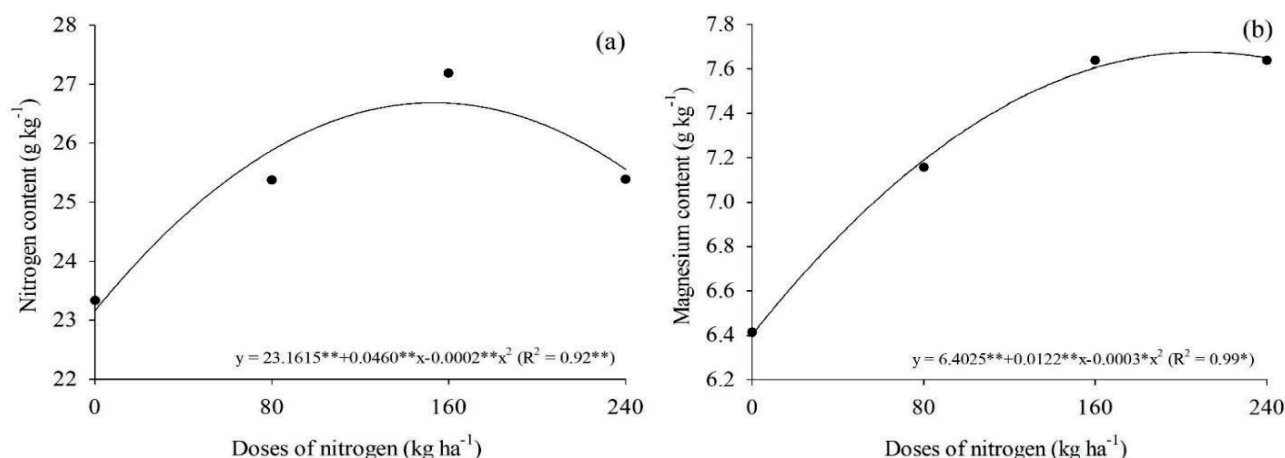 28
27
26
25
24
23
22
Nitrogen content (g kg⁻¹)
(a)
y = 23.1615**+0.0460**x-0.0002**x² (R² = 0.92**)
0 80 160 240
Doses of nitrogen (kg ha⁻¹)
7.8
7.6
7.4
7.2
7.0
6.8
6.6
6.4
6.2
Magnesium content (g kg⁻¹)
(b)
y = 6.4025**+0.0122**x-0.0003*x² (R² = 0.99*)
0 80 160 240
Doses of nitrogen (kg ha⁻¹)